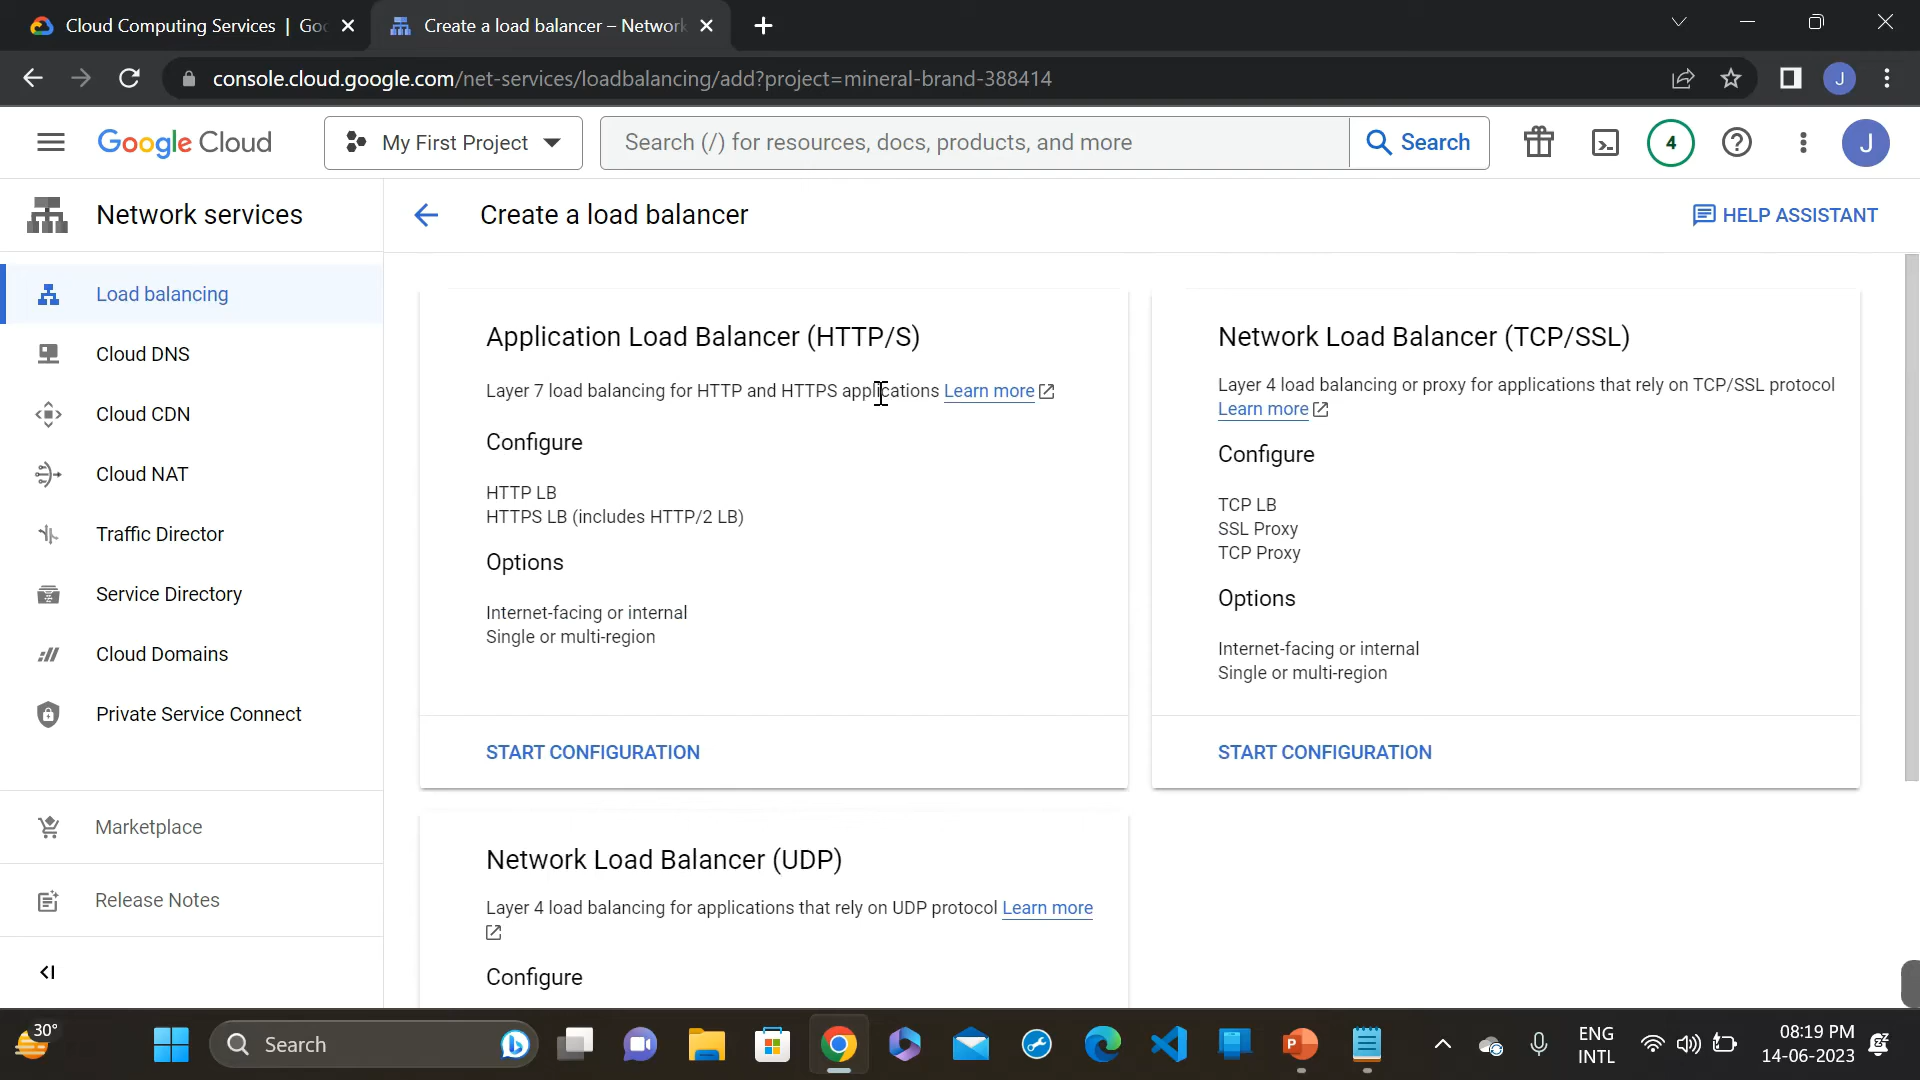 Cloud Computing Services | Goo
Create a load balancer – Network
console.cloud.google.com/net-services/loadbalancing/add?project=mineral-brand-388414
J
Google Cloud
My First Project
Search (/) for resources, docs, products, and more
Search
4
J
Network services
Create a load balancer
HELP ASSISTANT
Load balancing
Cloud DNS
Cloud CDN
Cloud NAT
Traffic Director
Service Directory
Cloud Domains
Private Service Connect
Marketplace
Release Notes
Application Load Balancer (HTTP/S)
Layer 7 load balancing for HTTP and HTTPS applications Learn more
Configure
HTTP LB
HTTPS LB (includes HTTP/2 LB)
Options
Internet-facing or internal
Single or multi-region
START CONFIGURATION
Network Load Balancer (TCP/SSL)
Layer 4 load balancing or proxy for applications that rely on TCP/SSL protocol
Learn more
Configure
TCP LB
SSL Proxy
TCP Proxy
Options
Internet-facing or internal
Single or multi-region
START CONFIGURATION
Network Load Balancer (UDP)
Layer 4 load balancing for applications that rely on UDP protocol Learn more
Configure
30°
Search
ENG
INTL
08:19 PM
14-06-2023